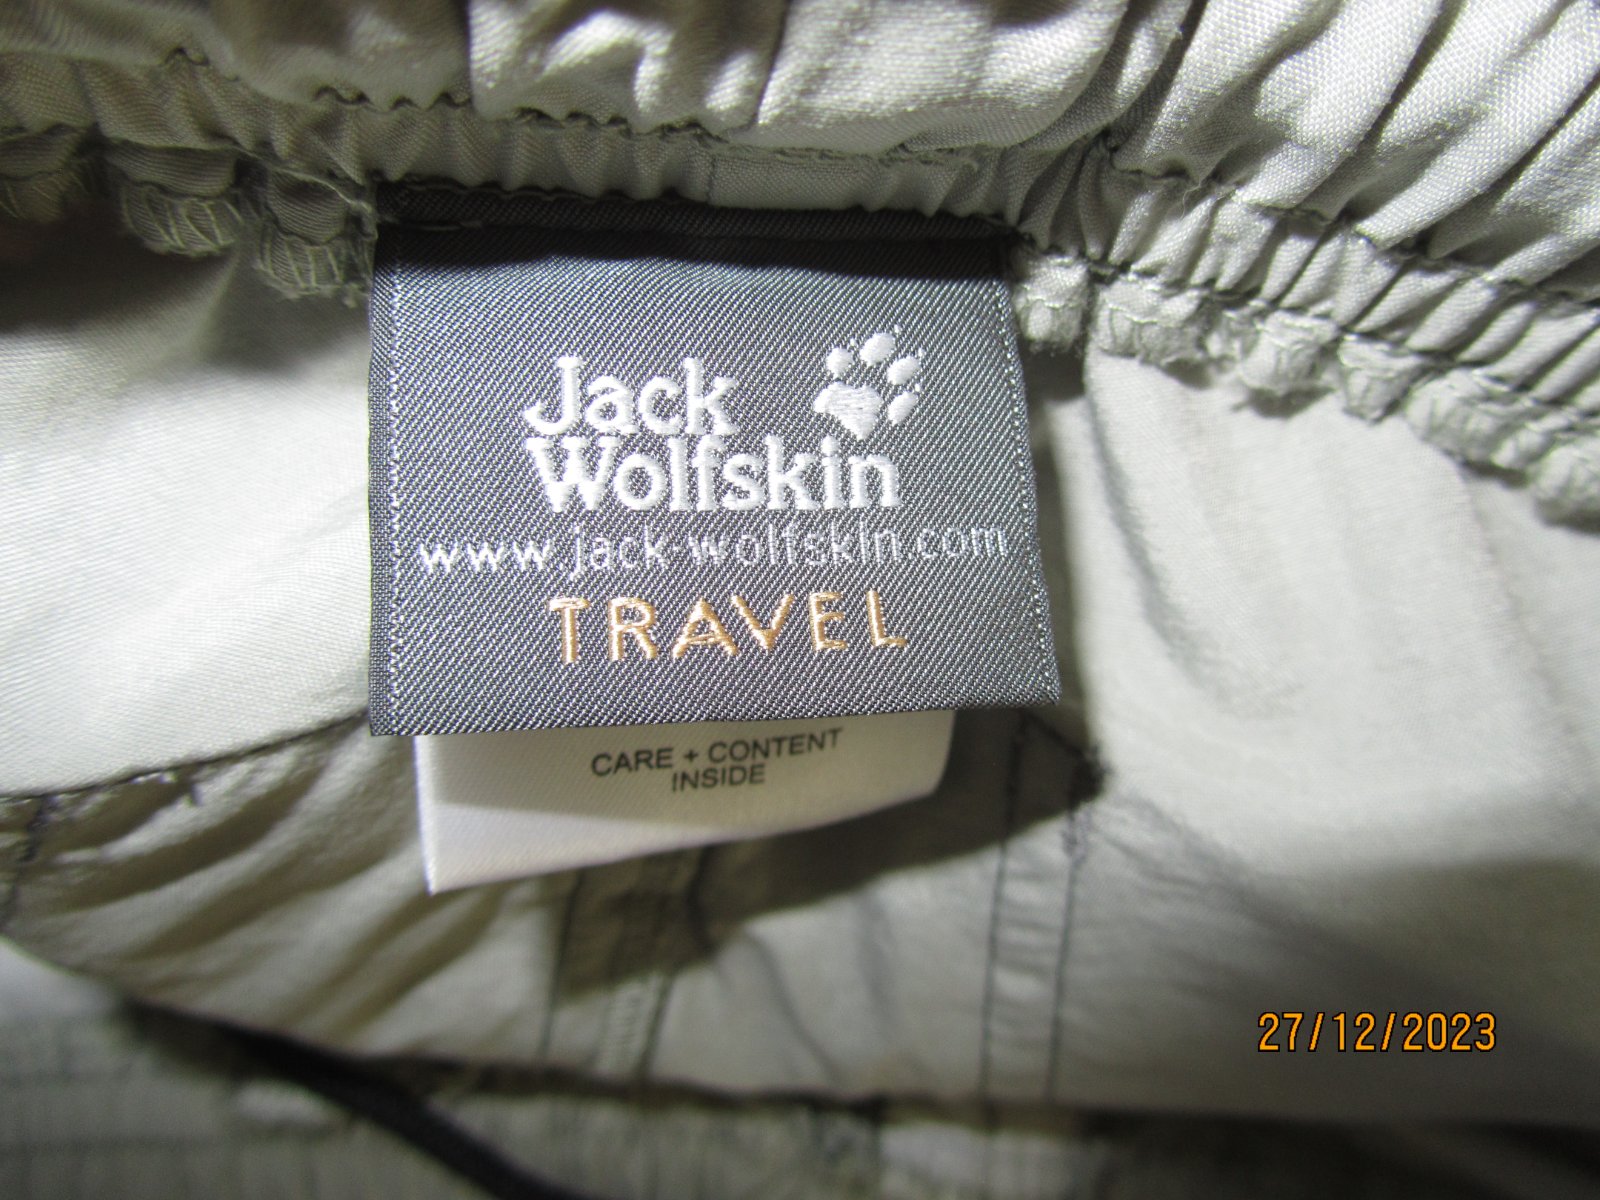 Jack
Wolfskin
www.jack-wolfskin.com
TRAVEL
CARE + CONTENT
INSIDE
27/12/2023